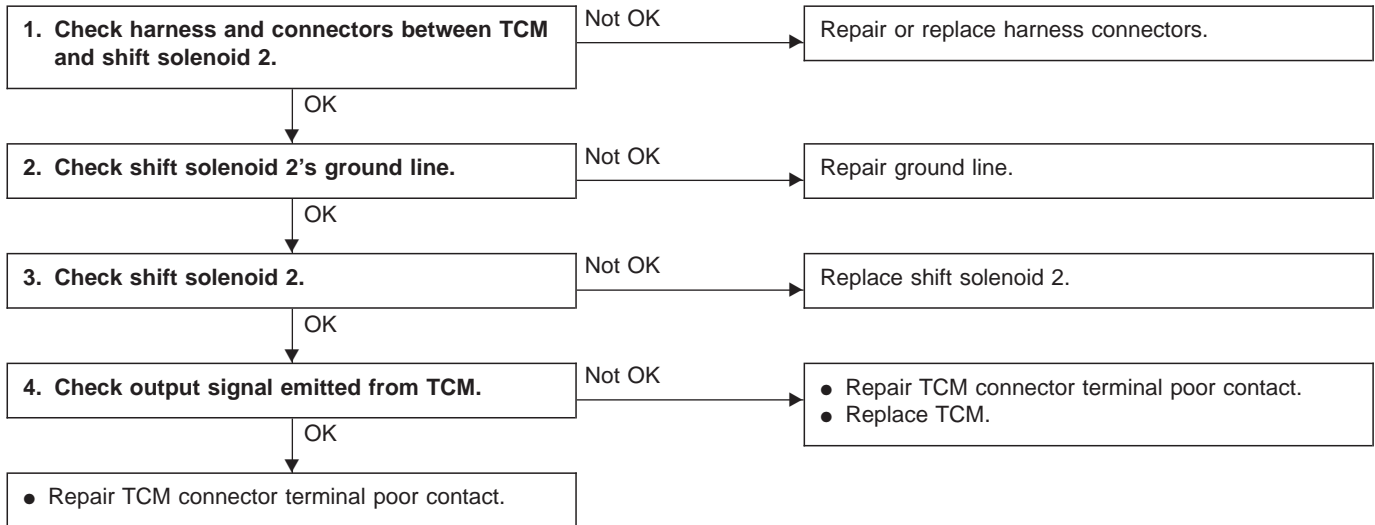 1. Check harness and connectors between TCM
and shift solenoid 2.
Not OK
Repair or replace harness connectors.
OK
2. Check shift solenoid 2’s ground line.
Not OK
Repair ground line.
OK
3. Check shift solenoid 2.
Not OK
Replace shift solenoid 2.
OK
4. Check output signal emitted from TCM.
Not OK
● Repair TCM connector terminal poor contact.
● Replace TCM.
OK
● Repair TCM connector terminal poor contact.